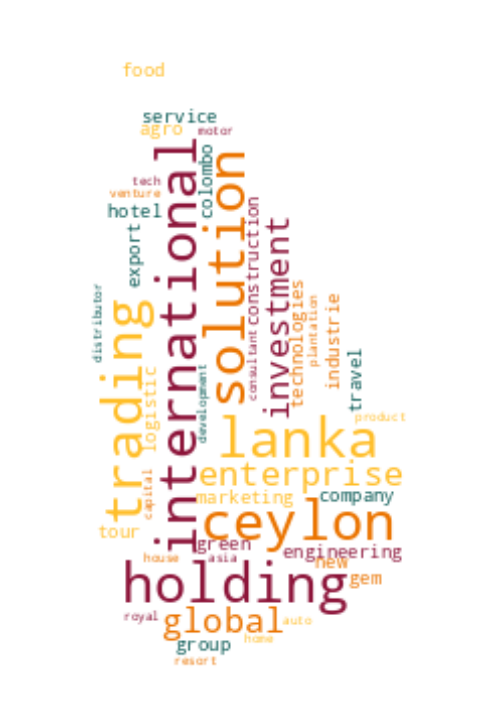 food
service
agro
motor
international
colombo
solution
tech
venture
hotel
export
construction
investment
distributor
technologies
plantation
industrie
trading
consultant
travel
logistic
development
product
lanka
enterprise
capital
marketing
company
ceylon
tour
green
engineering
house
asia
new
holding
gem
royal
global
auto
home
group
resort